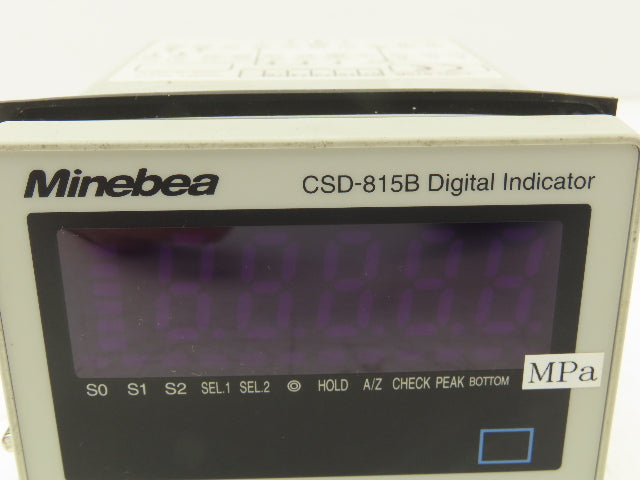 Minebea CSD-815B Digital Indicator
S0 S1 S2 SEL.1 SEL.2 ◎ HOLD A/Z CHECK PEAK BOTTOM MPa